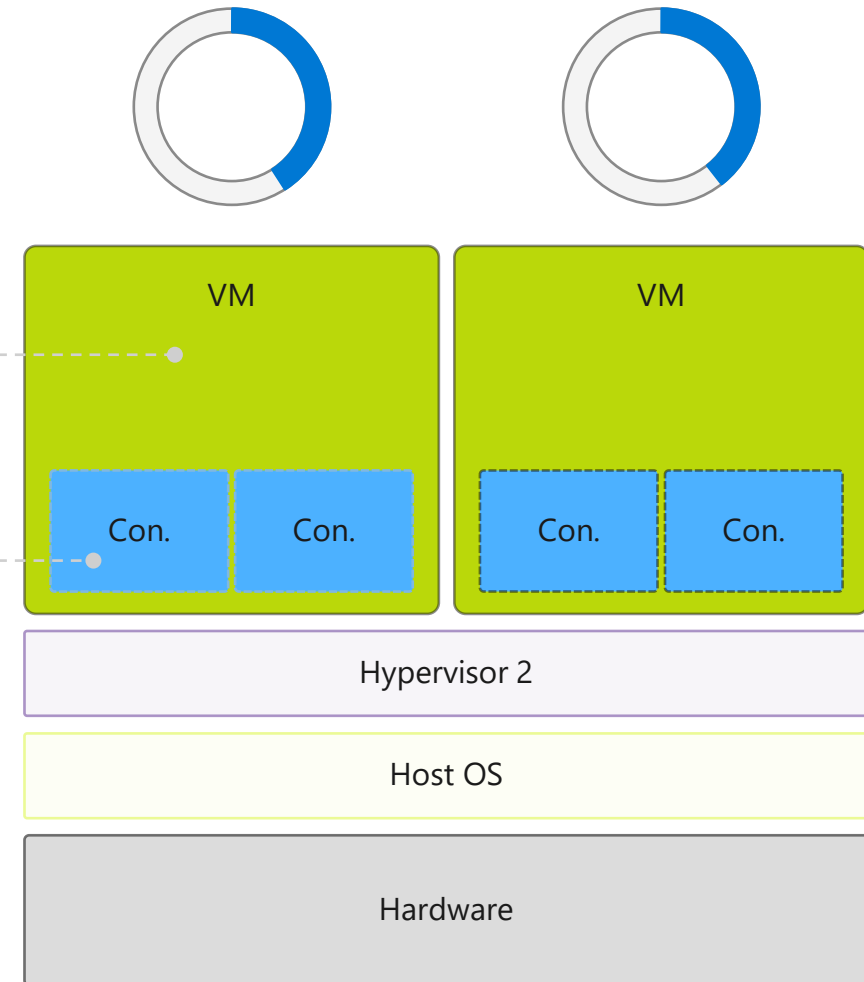 VM
VM
Con.
Con.
Con.
Con.
Hypervisor 2
Host OS
Hardware